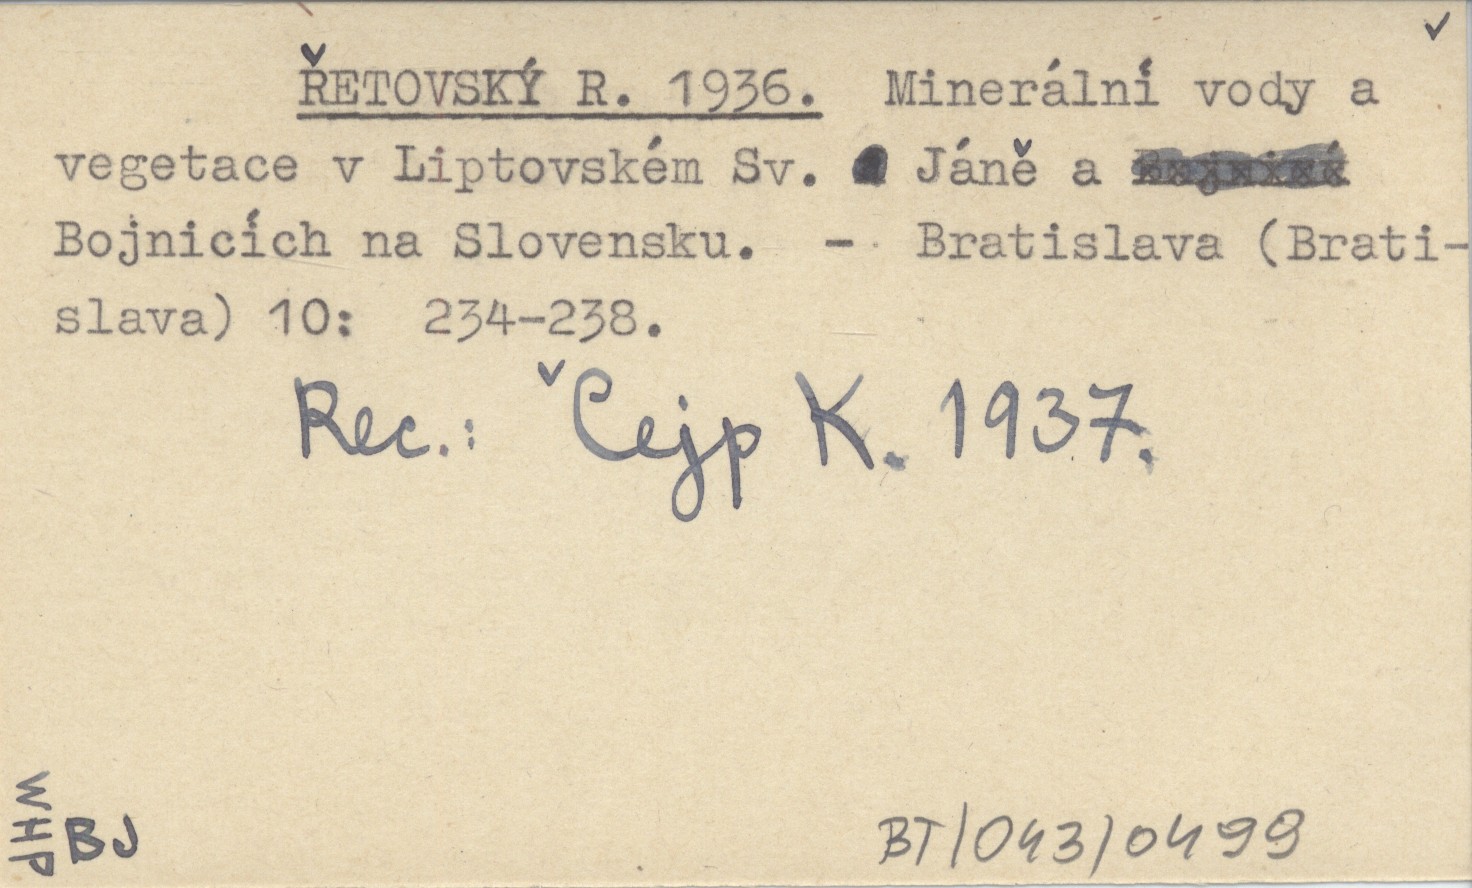 ŘETOVSKÝ R. 1936. Minerální vody a
vegetace v Liptovském Sv. Jáně a
Bojnicích na Slovensku. - Bratislava (Brati-
slava) 10: 234-238.
Rec.: Čejp K. 1937.
WHP
BJ
BT/043/0499